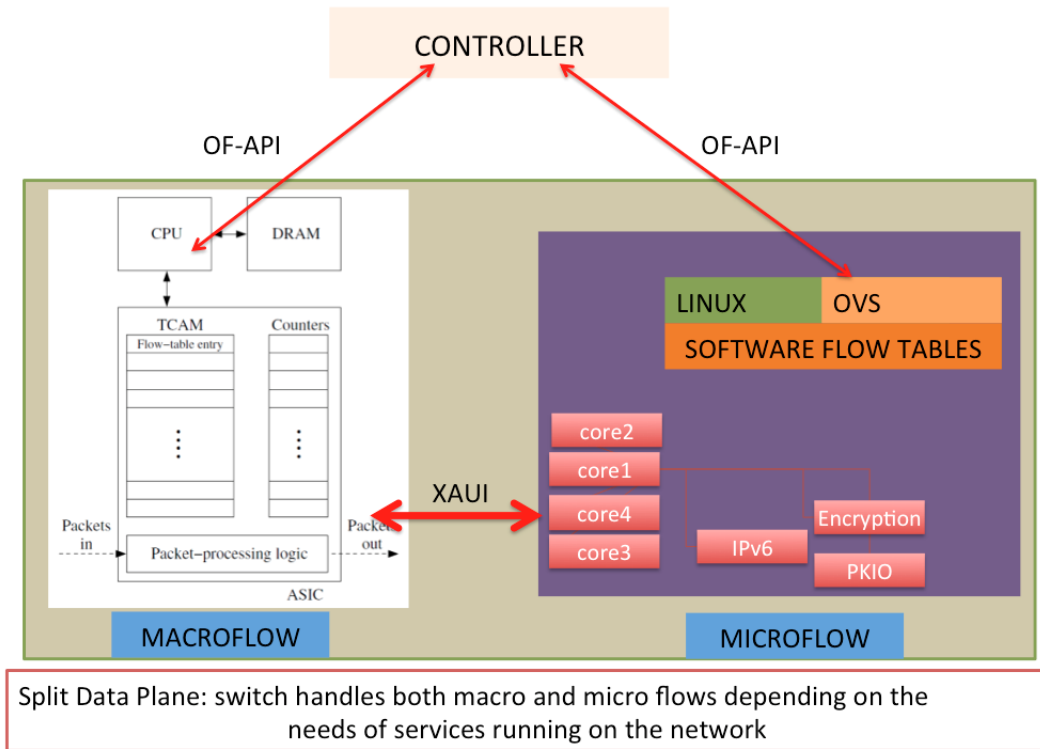 CONTROLLER
OF-API
OF-API
CPU
DRAM
TCAM
Counters
Flow-table entry
Packets
in
Packets
out
Packet-processing logic
ASIC
MACROFLOW
XAUI
LINUX
OVS
SOFTWARE FLOW TABLES
core2
core1
core4
core3
IPv6
Encryption
PKIO
MICROFLOW
Split Data Plane: switch handles both macro and micro flows depending on the
needs of services running on the network